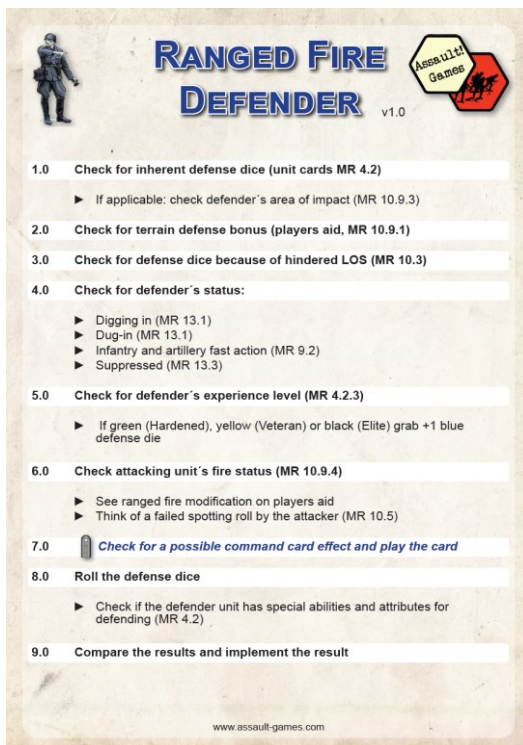 RANGED FIRE
DEFENDER v1.0
Assault!
Games
1.0 Check for inherent defense dice (unit cards MR 4.2)
► If applicable: check defender´s area of impact (MR 10.9.3)
2.0 Check for terrain defense bonus (players aid, MR 10.9.1)
3.0 Check for defense dice because of hindered LOS (MR 10.3)
4.0 Check for defender´s status:
► Digging in (MR 13.1)
► Dug-in (MR 13.1)
► Infantry and artillery fast action (MR 9.2)
► Suppressed (MR 13.3)
5.0 Check for defender´s experience level (MR 4.2.3)
► If green (Hardened), yellow (Veteran) or black (Elite) grab +1 blue
defense die
6.0 Check attacking unit´s fire status (MR 10.9.4)
► See ranged fire modification on players aid
► Think of a failed spotting roll by the attacker (MR 10.5)
7.0 Check for a possible command card effect and play the card
8.0 Roll the defense dice
► Check if the defender unit has special abilities and attributes for
defending (MR 4.2)
9.0 Compare the results and implement the result
www.assault-games.com